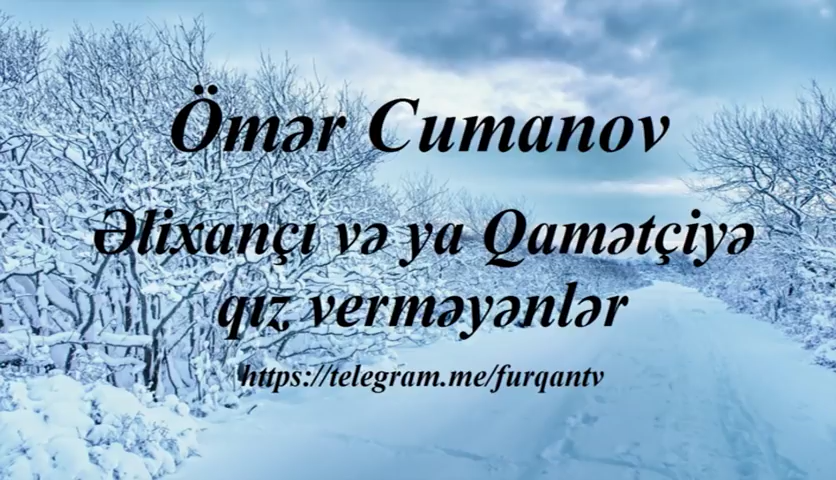 Ömər Cumanov
Əlixançı və ya Qamətçiyə
qız verməyənlər
https://telegram.me/furqantv